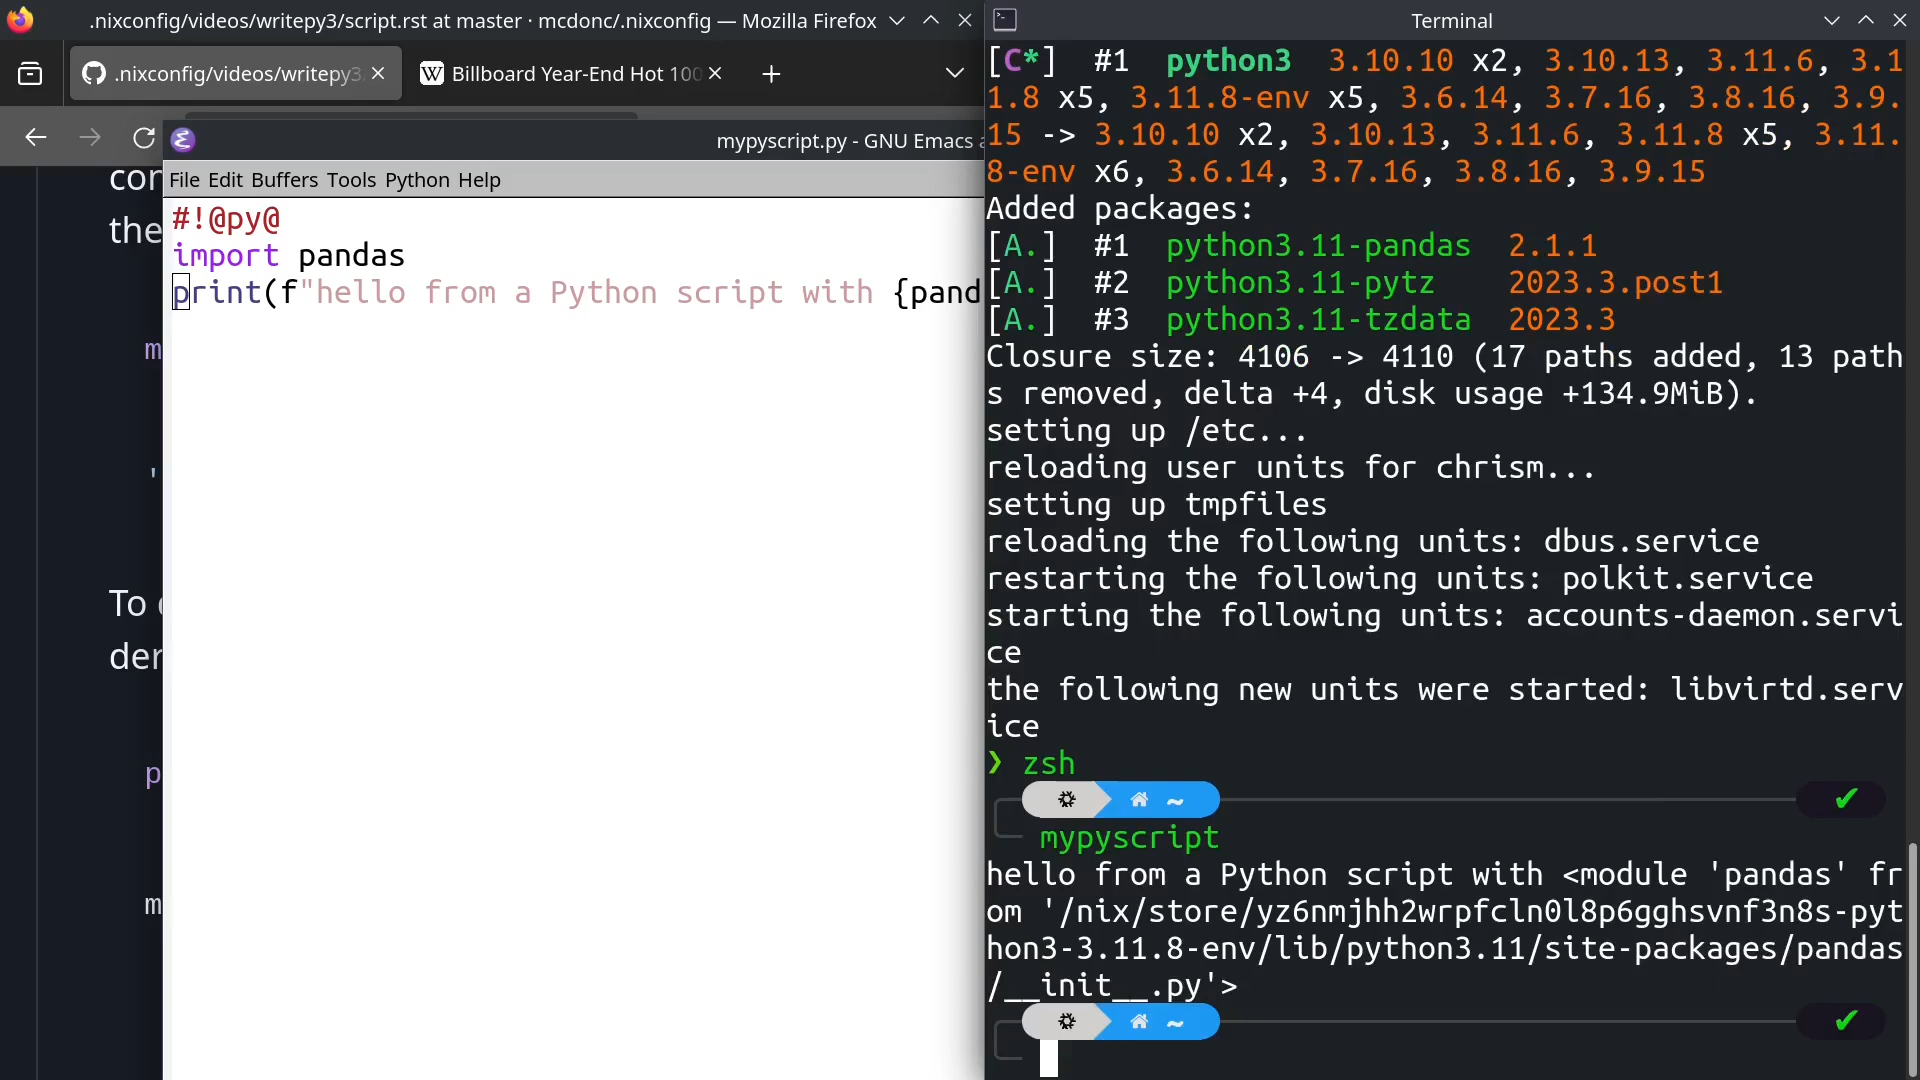 .nixconfig/videos/writepy3/script.rst at master · mcdonc/.nixconfig — Mozilla Firefox
.nixconfig/videos/writepy3
Billboard Year-End Hot 100
mypyscript.py - GNU Emacs
File Edit Buffers Tools Python Help
#!@py@
import pandas
print(f"hello from a Python script with {pand
the
m
'
To
p
m
Terminal
[C*]  #1  python3  3.10.10 x2, 3.10.13, 3.11.6, 3.1
1.8 x5, 3.11.8-env x5, 3.6.14, 3.7.16, 3.8.16, 3.9.
15 -> 3.10.10 x2, 3.10.13, 3.11.6, 3.11.8 x5, 3.11.
8-env x6, 3.6.14, 3.7.16, 3.8.16, 3.9.15
Added packages:
[A.]  #1  python3.11-pandas  2.1.1
[A.]  #2  python3.11-pytz    2023.3.post1
[A.]  #3  python3.11-tzdata  2023.3
Closure size: 4106 -> 4110 (17 paths added, 13 path
s removed, delta +4, disk usage +134.9MiB).
setting up /etc...
reloading user units for chrism...
setting up tmpfiles
reloading the following units: dbus.service
restarting the following units: polkit.service
starting the following units: accounts-daemon.servi
ce
the following new units were started: libvirtd.serv
ice
❯ zsh
~ ✔
mypyscript
hello from a Python script with <module 'pandas' fr
om '/nix/store/yz6nmjhh2wrpfcln0l8p6gghsvnf3n8s-pyt
hon3-3.11.8-env/lib/python3.11/site-packages/pandas
/__init__.py'>
~ ✔